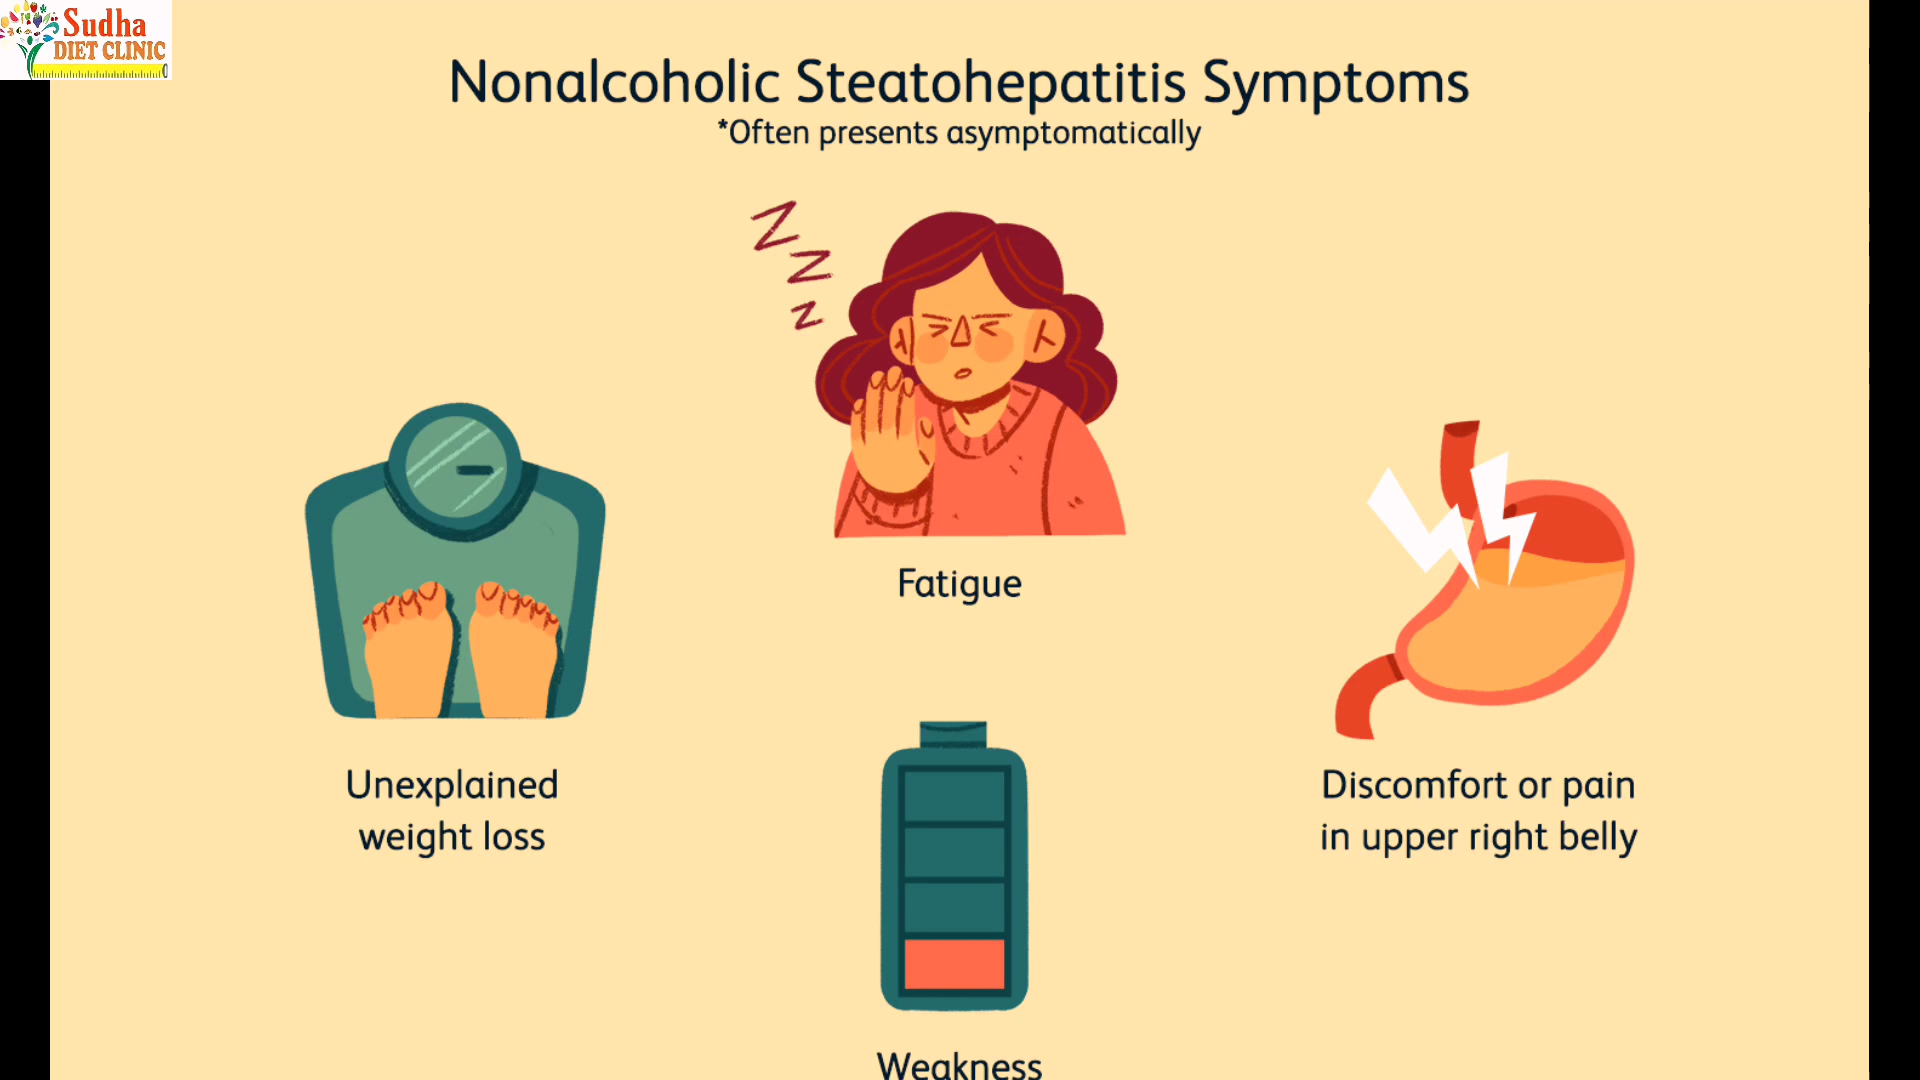 Sudha
DIET CLINIC
Nonalcoholic Steatohepatitis Symptoms
*Often presents asymptomatically
Fatigue
Unexplained
weight loss
Discomfort or pain
in upper right belly
Weakness